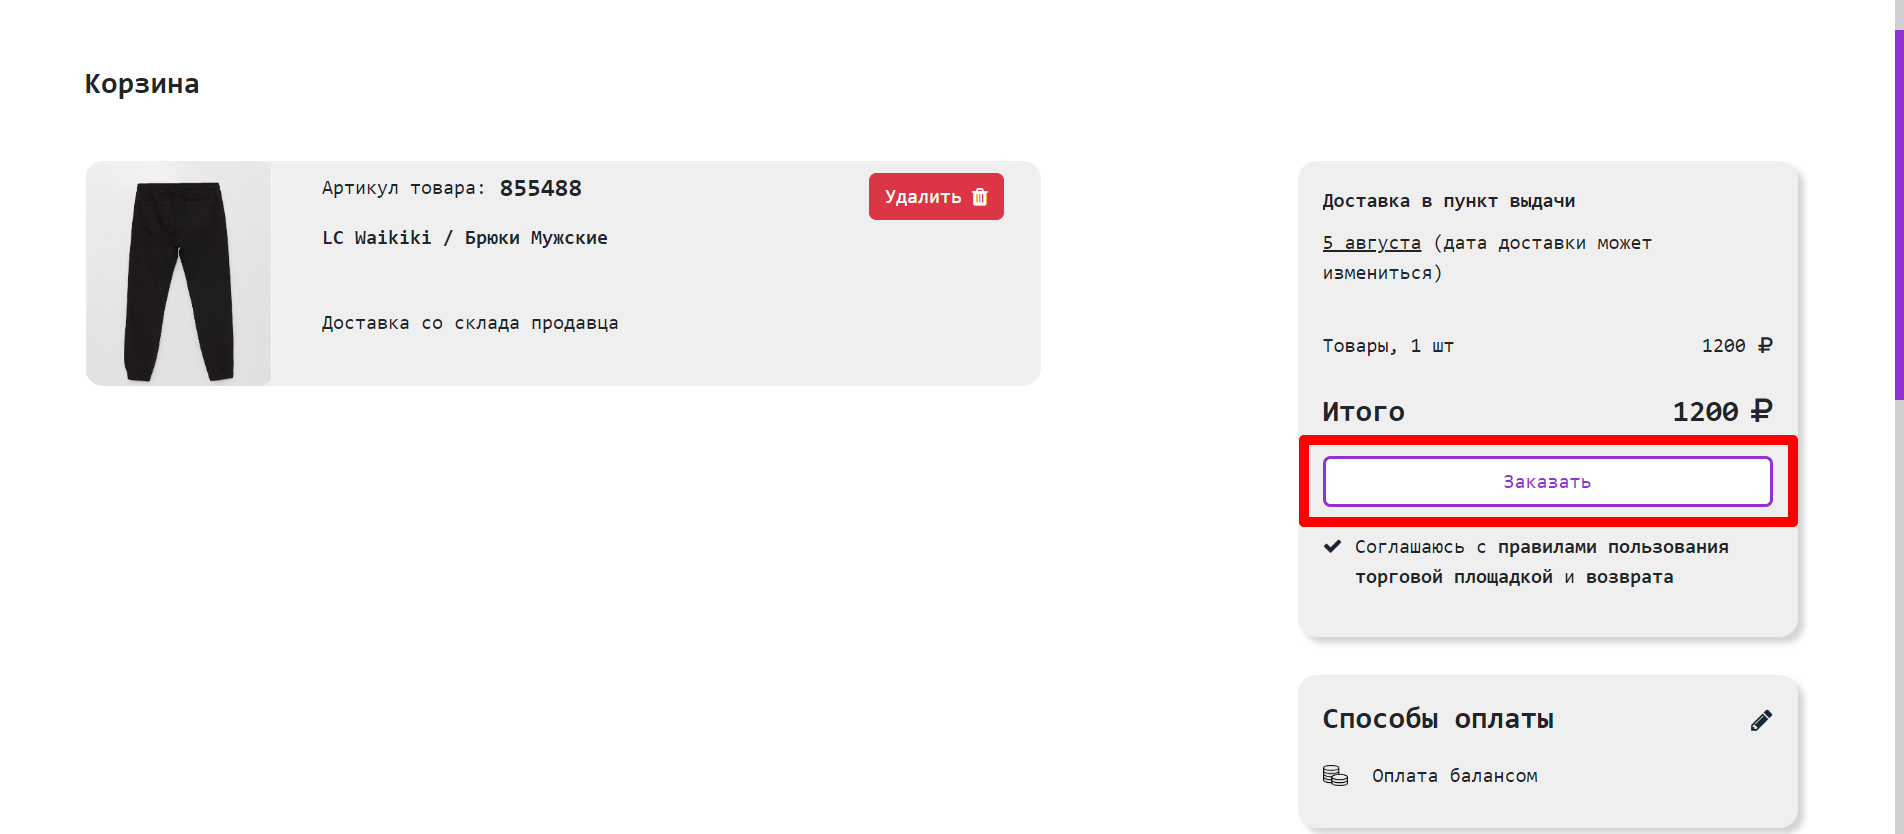 Корзина
Артикул товара: 855488
Удалить
LC Waikiki / Брюки Мужские
Доставка со склада продавца
Доставка в пункт выдачи
5 августа (дата доставки может
измениться)
Товары, 1 шт 1200 ₽
Итого 1200 ₽
Заказать
Соглашаюсь с правилами пользования
торговой площадкой и возврата
Способы оплаты
Оплата балансом